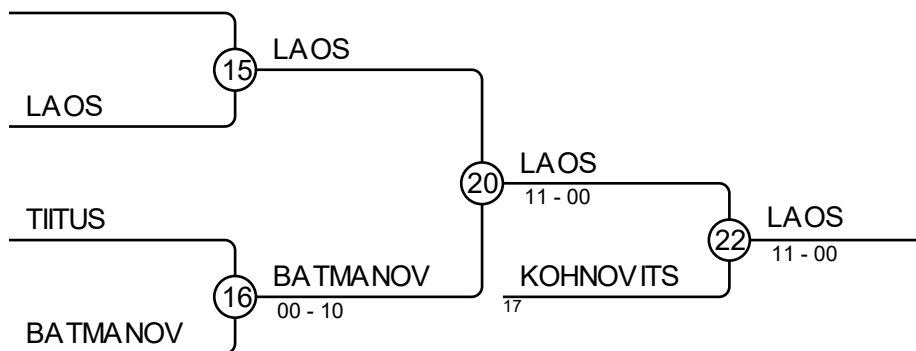 LAOS
15
LAOS
LAOS
20
11 - 00
TIITUS
LAOS
22
11 - 00
BATMANOV
KOHNOVITS
16
00 - 10
17
BATMANOV